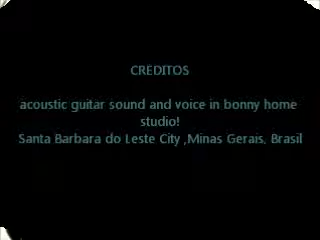 CREDITOS
acoustic guitar sound and voice in bonny home
studio!
Santa Barbara do Leste City ,Minas Gerais, Brasil